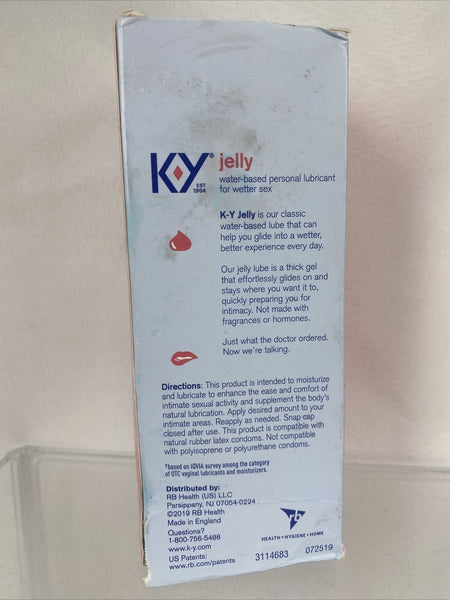 K-Y® jelly
EST 1904
water-based personal lubricant
for wetter sex
K-Y Jelly is our classic
water-based lube that can
help you glide into a wetter,
better experience every day.
Our jelly lube is a thick gel
that effortlessly glides on and
stays where you want it to,
quickly preparing you for
intimacy. Not made with
fragrances or hormones.
Just what the doctor ordered.
Now we're talking.
Directions: This product is intended to moisturize
and lubricate to enhance the ease and comfort of
intimate sexual activity and supplement the body's
natural lubrication. Apply desired amount to your
intimate areas. Reapply as needed. Snap cap
closed after use. This product is compatible with
natural rubber latex condoms. Not compatible
with polyisoprene or polyurethane condoms.
†based on IQVIA survey among the category
of OTC vaginal lubricants and moisturizers.
Distributed by:
RB Health (US) LLC
Parsippany, NJ 07054-0224
©2019 RB Health
Made in England
Questions?
1-800-756-5488
www.k-y.com
US Patents:
www.rb.com/patents
rb
HEALTH • HYGIENE • HOME
3114683 072519